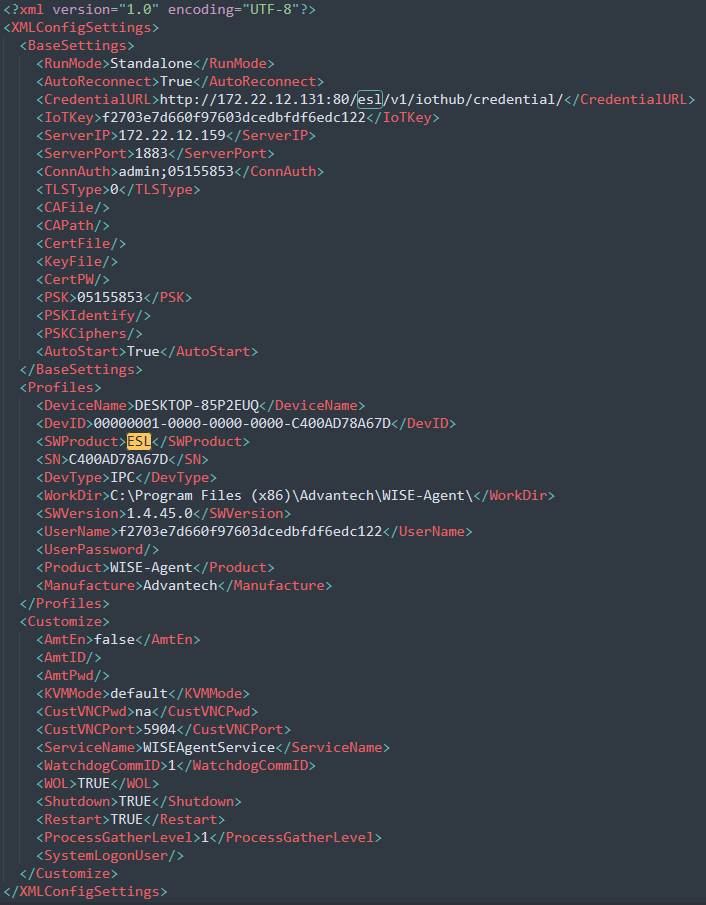 <?xml version="1.0" encoding="UTF-8"?>
<XMLConfigSettings>
<BaseSettings>
<RunMode>Standalone</RunMode>
<AutoReconnect>True</AutoReconnect>
<CredentialURL>http://172.22.12.131:80/esl/v1/iothub/credential/</CredentialURL>
<IoTKey>f2703e7d660f97603dcedbfdf6edc122</IoTKey>
<ServerIP>172.22.12.159</ServerIP>
<ServerPort>1883</ServerPort>
<ConnAuth>admin;05155853</ConnAuth>
<TLSType>0</TLSType>
<CAFile/>
<CAPath/>
<CertFile/>
<KeyFile/>
<CertPW/>
<PSK>05155853</PSK>
<PSKIdentify/>
<PSKCiphers/>
<AutoStart>True</AutoStart>
</BaseSettings>
<Profiles>
<DeviceName>DESKTOP-85P2EUQ</DeviceName>
<DevID>00000001-0000-0000-0000-C400AD78A67D</DevID>
<SWProduct>ESL</SWProduct>
<SN>C400AD78A67D</SN>
<DevType>IPC</DevType>
<WorkDir>C:\Program Files (x86)\Advantech\WISE-Agent\</WorkDir>
<SWVersion>1.4.45.0</SWVersion>
<UserName>f2703e7d660f97603dcedbfdf6edc122</UserName>
<UserPassword/>
<Product>WISE-Agent</Product>
<Manufacture>Advantech</Manufacture>
</Profiles>
<Customize>
<AmtEn>false</AmtEn>
<AmtID/>
<AmtPwd/>
<KVMMode>default</KVMMode>
<CustVNCPwd>na</CustVNCPwd>
<CustVNCPort>5904</CustVNCPort>
<ServiceName>WISEAgentService</ServiceName>
<WatchdogCommID>1</WatchdogCommID>
<WOL>TRUE</WOL>
<Shutdown>TRUE</Shutdown>
<Restart>TRUE</Restart>
<ProcessGatherLevel>1</ProcessGatherLevel>
<SystemLogonUser/>
</Customize>
</XMLConfigSettings>